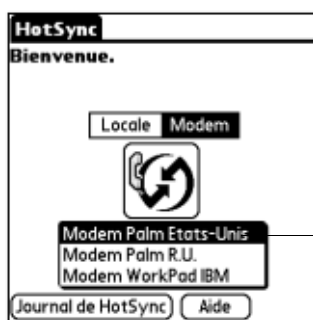 HotSync
Bienvenue.
Locale Modem
Modem Palm Etats-Unis
Modem Palm R.U.
Modem WorkPad IBM
Journal de HotSync Aide